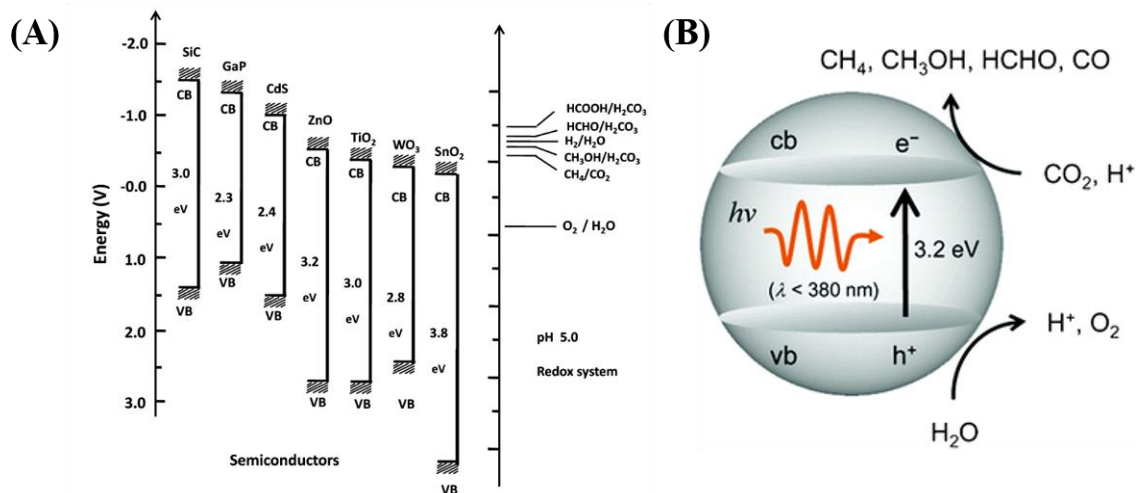 (A)
Energy (V)
-2.0
-1.0
-0.0
1.0
2.0
3.0
SiC
CB
3.0
eV
VB
GaP
CB
2.3
eV
VB
CdS
CB
2.4
eV
VB
ZnO
CB
3.2
eV
VB
TiO₂
CB
3.0
eV
VB
WO₃
CB
2.8
eV
VB
SnO₂
CB
3.8
eV
VB
Semiconductors
HCOOH/H₂CO₃
HCHO/H₂CO₃
H₂/H₂O
CH₃OH/H₂CO₃
CH₄/CO₂
O₂ / H₂O
pH 5.0
Redox system
(B)
CH₄, CH₃OH, HCHO, CO
cb
e⁻
CO₂, H⁺
hν
3.2 eV
(λ < 380 nm)
vb
h⁺
H⁺, O₂
H₂O